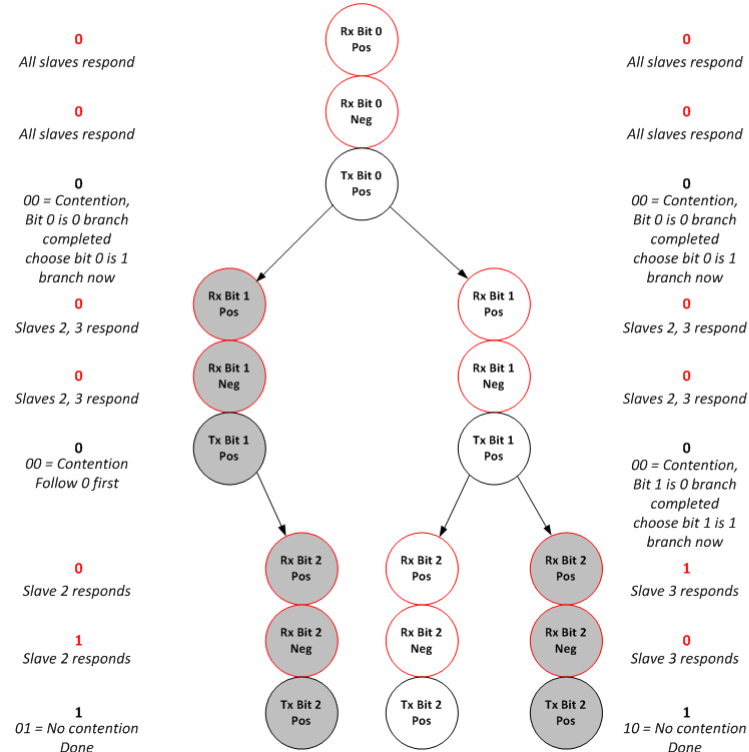 0
All slaves respond
0
All slaves respond
0
00 = Contention,
Bit 0 is 0 branch
completed
choose bit 0 is 1
branch now
0
Slaves 2, 3 respond
0
Slaves 2, 3 respond
0
00 = Contention
Follow 0 first
0
Slave 2 responds
1
Slave 2 responds
1
01 = No contention
Done
Rx Bit 0
Pos
Rx Bit 0
Neg
Tx Bit 0
Pos
Rx Bit 1
Pos
Rx Bit 1
Neg
Tx Bit 1
Pos
Rx Bit 2
Pos
Rx Bit 2
Neg
Tx Bit 2
Pos
Rx Bit 1
Pos
Rx Bit 1
Neg
Tx Bit 1
Pos
Rx Bit 2
Pos
Rx Bit 2
Neg
Tx Bit 2
Pos
Rx Bit 2
Pos
Rx Bit 2
Neg
Tx Bit 2
Pos
0
All slaves respond
0
All slaves respond
0
00 = Contention,
Bit 0 is 0 branch
completed
choose bit 0 is 1
branch now
0
Slaves 2, 3 respond
0
Slaves 2, 3 respond
0
00 = Contention,
Bit 1 is 0 branch
completed
choose bit 1 is 1
branch now
1
Slave 3 responds
0
Slave 3 responds
1
10 = No contention
Done